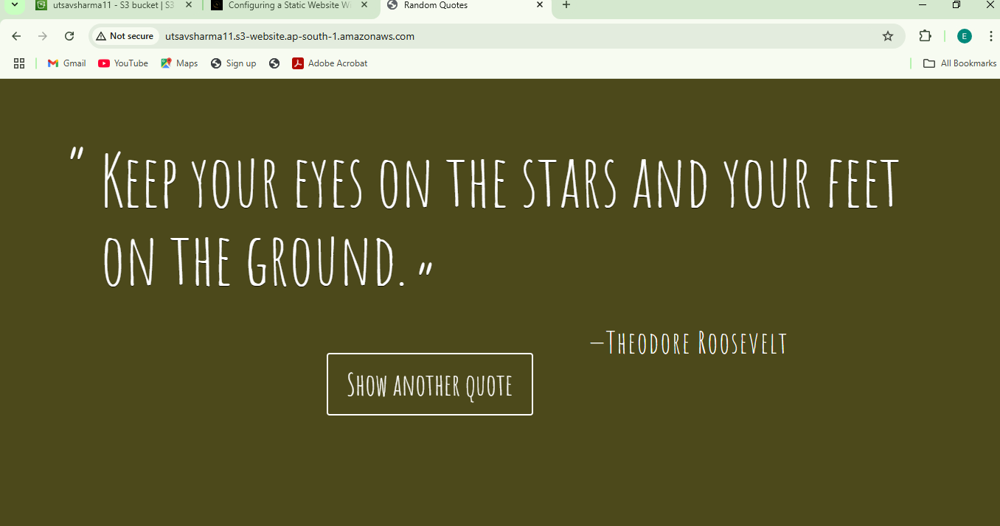 utsavsharma11 - S3 bucket | S3
Configuring a Static Website W
Random Quotes
Not secure
utsavsharma11.s3-website.ap-south-1.amazonaws.com
E
Gmail
YouTube
Maps
Sign up
Adobe Acrobat
All Bookmarks
" Keep your eyes on the stars and your feet
on the ground. "
—Theodore Roosevelt
Show another quote